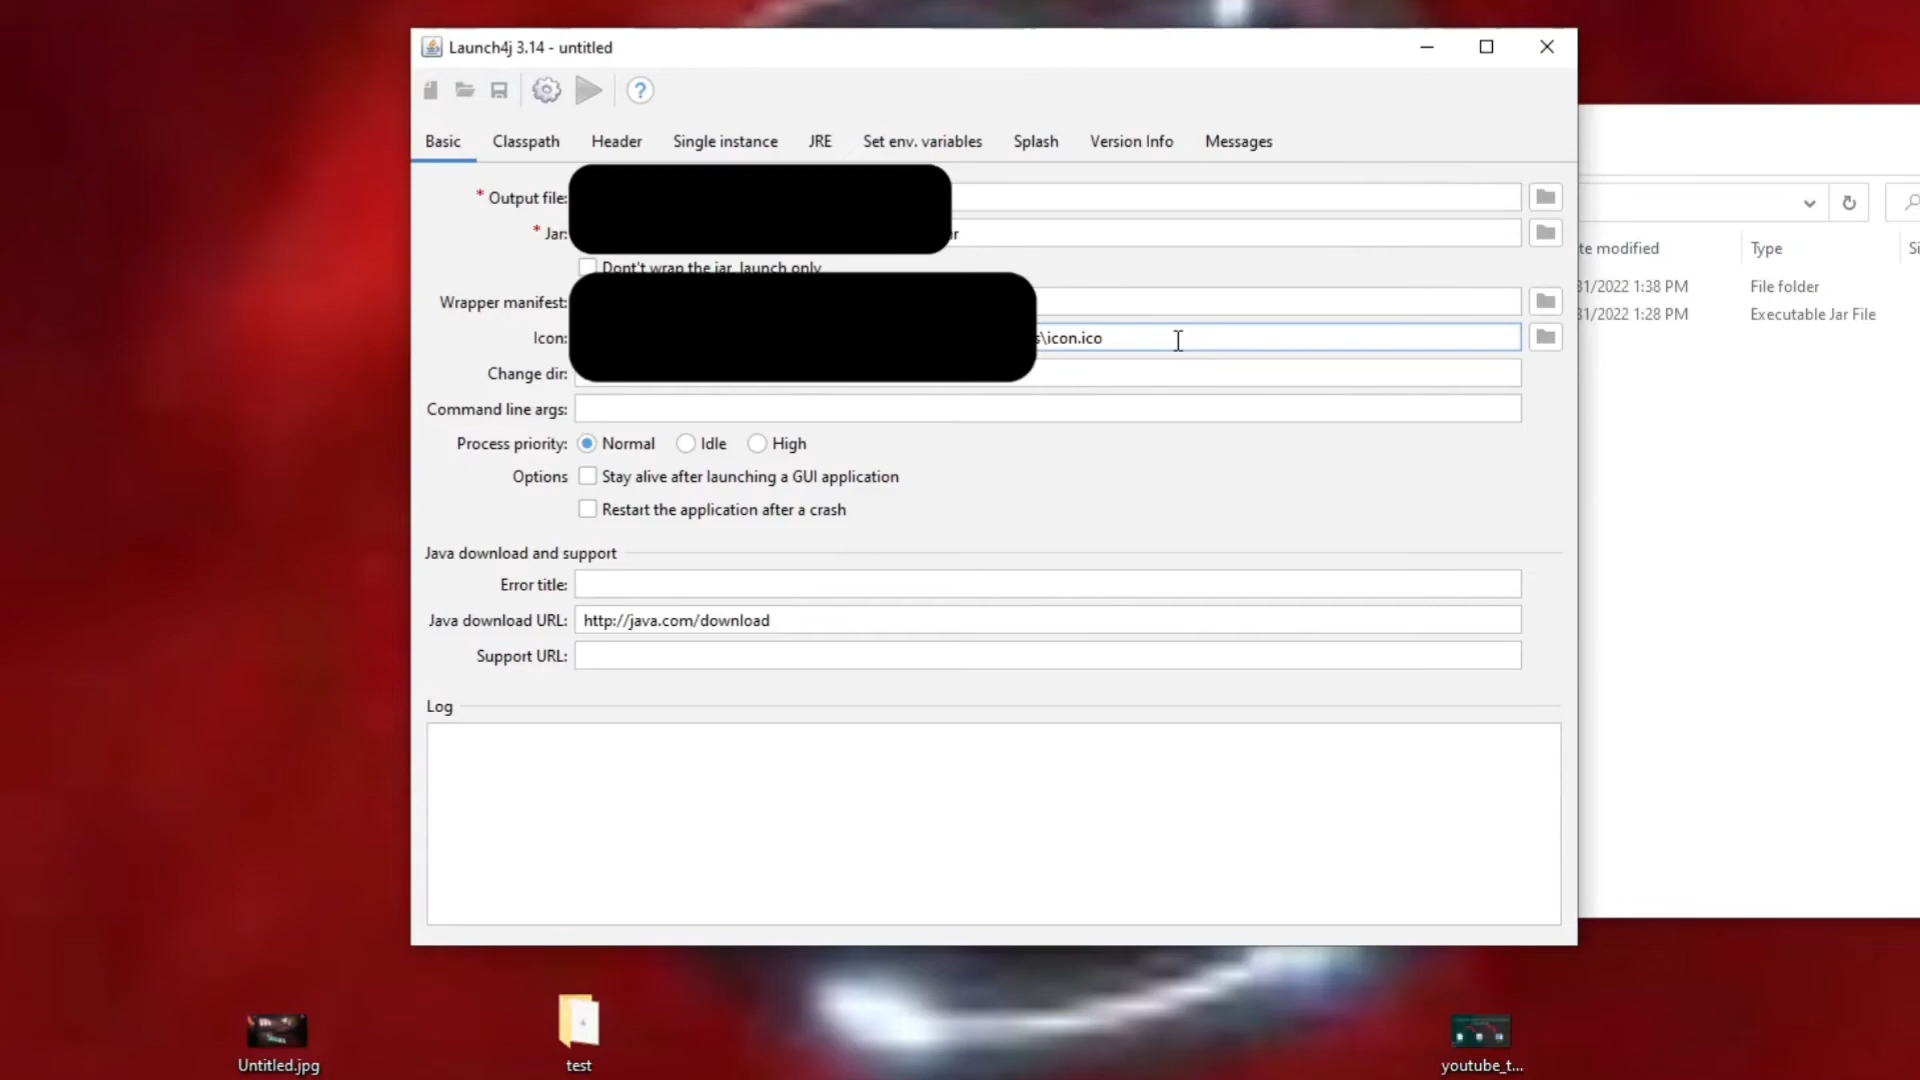 Launch4j 3.14 - untitled
Basic Classpath Header Single instance JRE Set env. variables Splash Version Info Messages
* Output file:
* Jar:
Dont't wrap the jar, launch only
Wrapper manifest:
Icon: s\icon.ico
Change dir:
Command line args:
Process priority: Normal Idle High
Options Stay alive after launching a GUI application
Restart the application after a crash
Java download and support
Error title:
Java download URL: http://java.com/download
Support URL:
Log
te modified Type Si
31/2022 1:38 PM File folder
31/2022 1:28 PM Executable Jar File
Untitled.jpg
test
youtube_t...